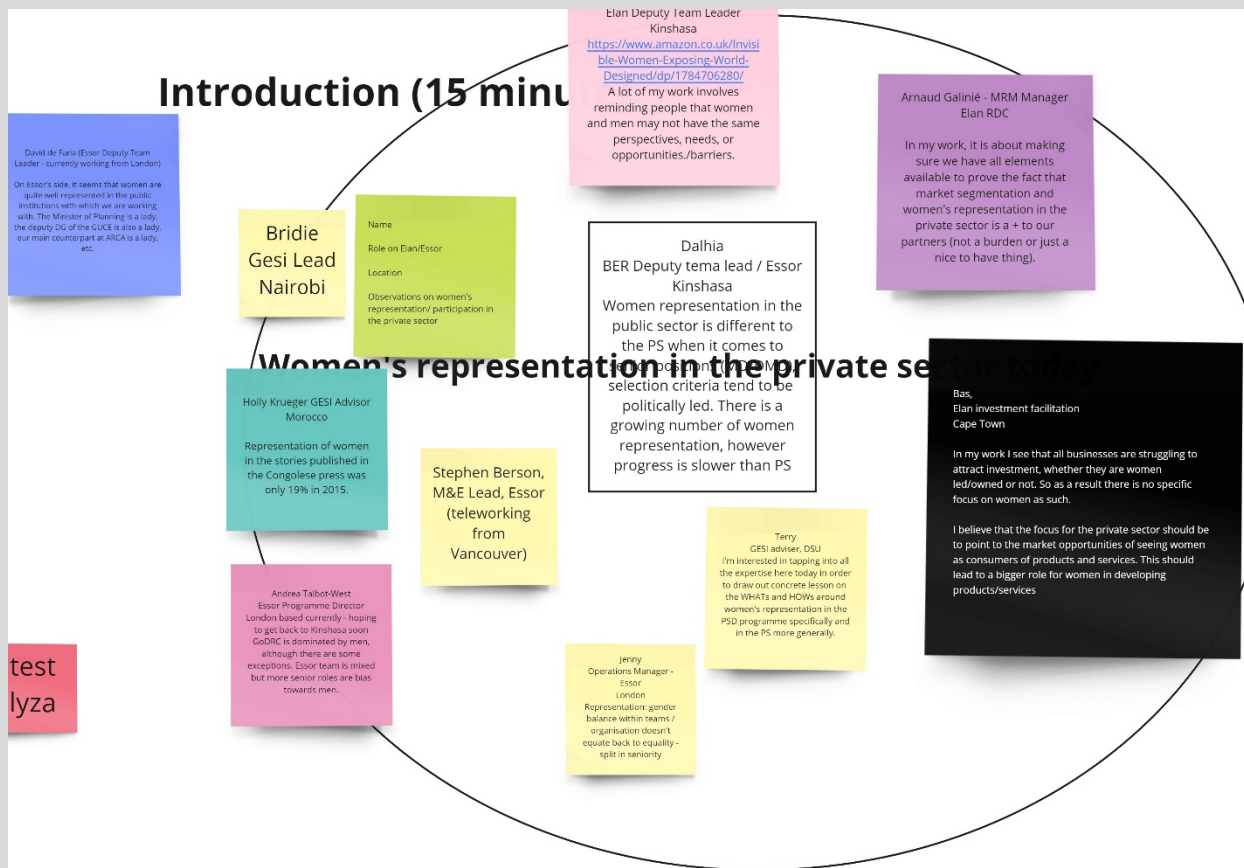 Elan Deputy Team Leader
Kinshasa
https://www.amazon.co.uk/Invisi
ble-Women-Exposing-World-
Designed/dp/1784706280/
A lot of my work involves
reminding people that women
and men may not have the same
perspectives, needs, or
opportunities./barriers.
Introduction (15 minu
Arnaud Galinié - MRM Manager
Elan RDC
In my work, it is about making
sure we have all elements
available to prove the fact that
market segmentation and
women's representation in the
private sector is a + to our
partners (not a burden or just a
nice to have thing).
David de Faria (Essor Deputy Team
Leader - currently working from London)
On Essor's side, it seems that women are
quite well represented in the public
institutions with which we are working
with. The Minister of Planning is a lady,
the deputy DG of the GUCE is also a lady,
our main counterpart at ARCA is a lady,
etc.
Bridie
Gesi Lead
Nairobi
Name
Role on Elan/Essor
Location
Observations on women's
representation/ participation in
the private sector
Dalhia
BER Deputy tema lead / Essor
Kinshasa
Women representation in the
public sector is different to
the PS when it comes to
senior positions
selection criteria tend to be
politically led. There is a
growing number of women
representation, however
progress is slower than PS
Women's representation in the private sector today
Holly Krueger GESI Advisor
Morocco
Representation of women
in the stories published in
the Congolese press was
only 19% in 2015.
Stephen Berson,
M&E Lead, Essor
(teleworking
from
Vancouver)
Bas,
Elan investment facilitation
Cape Town
In my work I see that all businesses are struggling to
attract investment, whether they are women
led/owned or not. So as a result there is no specific
focus on women as such.
I believe that the focus for the private sector should be
to point to the market opportunities of seeing women
as consumers of products and services. This should
lead to a bigger role for women in developing
products/services
Terry
GESI adviser, DSU
I'm interested in tapping into all
the expertise here today in order
to draw out concrete lesson on
the WHATs and HOWs around
women's representation in the
PSD programme specifically and
in the PS more generally.
Andrea Talbot-West
Essor Programme Director
London based currently - hoping
to get back to Kinshasa soon
GoDRC is dominated by men,
although there are some
exceptions. Essor team is mixed
but more senior roles are bias
towards men.
Jenny
Operations Manager -
Essor
London
Representation: gender
balance within teams /
organisation doesn't
equate back to equality -
split in seniority
test
lyza